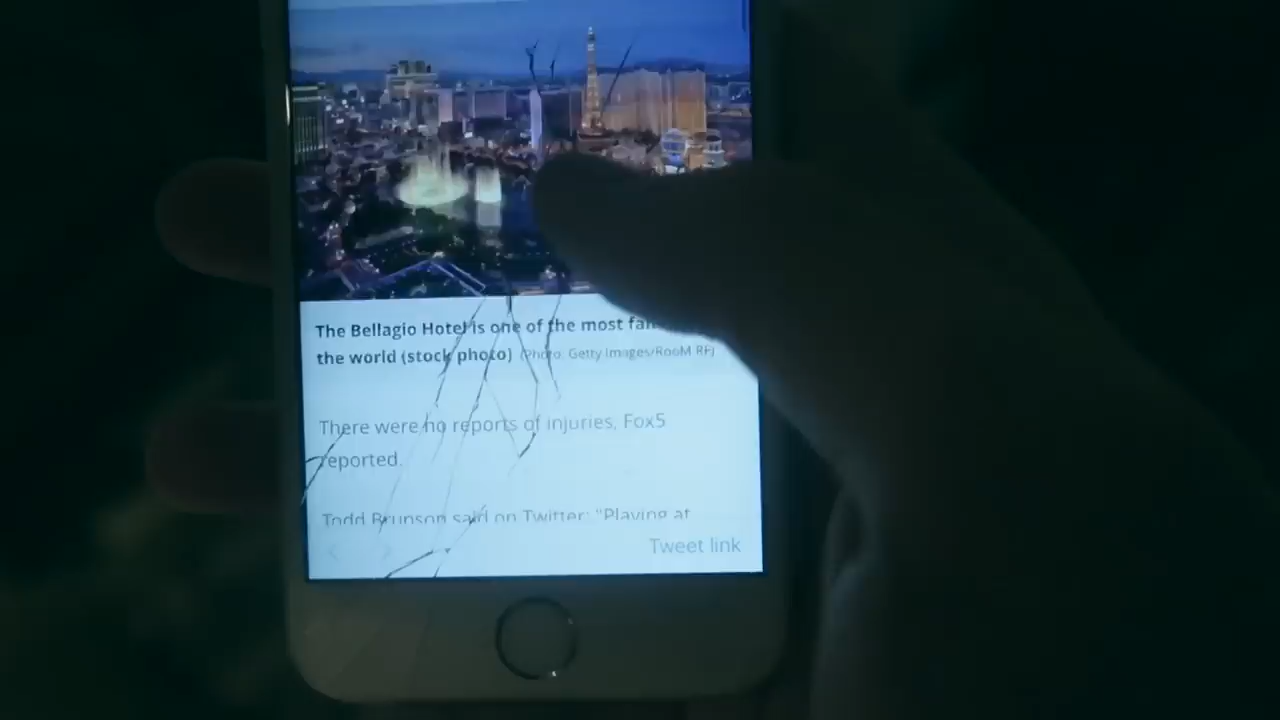 The Bellagio Hotel is one of the most
the world (stock photo) (Photo: Getty Images/RooM RF)
There were no reports of injuries, Fox5
reported.
Todd Brunson said on Twitter: "Playing at
Tweet link